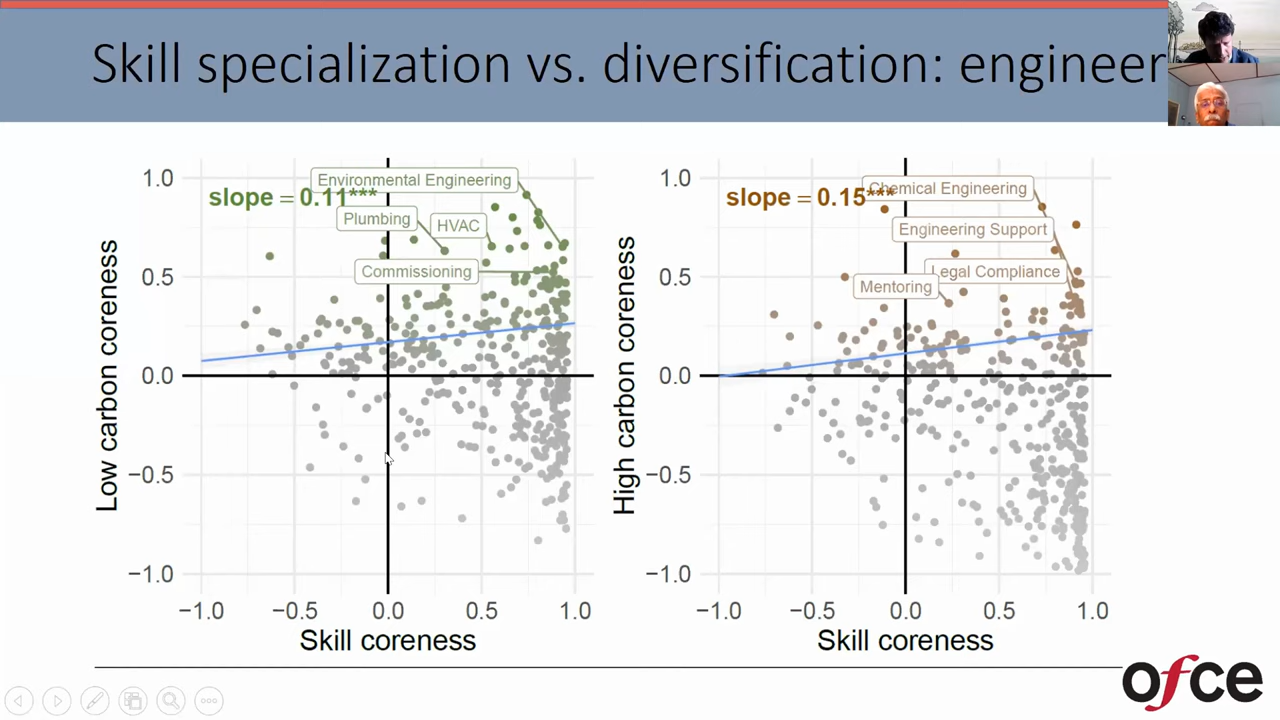 Skill specialization vs. diversification: engineer
Low carbon coreness
1.0
0.5
0.0
−0.5
−1.0
slope = 0.11***
Environmental Engineering
Plumbing
HVAC
Commissioning
−1.0 −0.5 0.0 0.5 1.0
Skill coreness
High carbon coreness
1.0
0.5
0.0
−0.5
−1.0
slope = 0.15***
Chemical Engineering
Engineering Support
Legal Compliance
Mentoring
−1.0 −0.5 0.0 0.5 1.0
Skill coreness
ofce